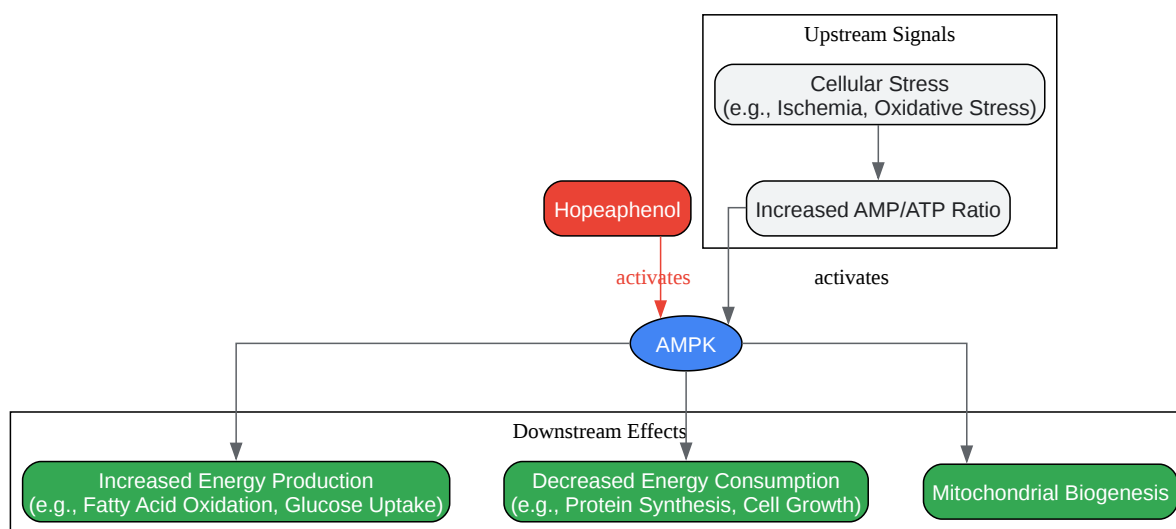 Upstream Signals
Cellular Stress
(e.g., Ischemia, Oxidative Stress)
Hopeaphenol
Increased AMP/ATP Ratio
activates
activates
AMPK
Downstream Effects
Increased Energy Production
(e.g., Fatty Acid Oxidation, Glucose Uptake)
Decreased Energy Consumption
(e.g., Protein Synthesis, Cell Growth)
Mitochondrial Biogenesis